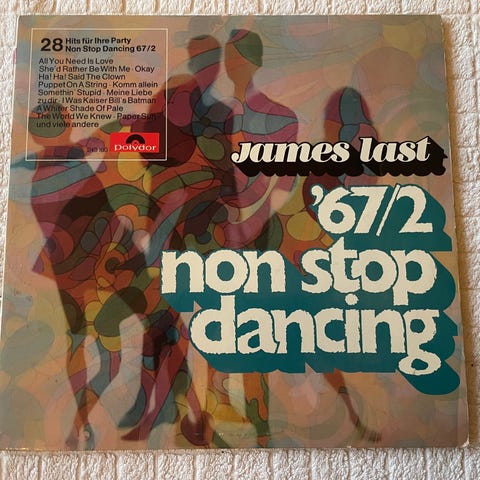 28 Hits für Ihre Party
Non Stop Dancing 67/2
All You Need Is Love
She'd Rather Be With Me · Okay
Ha! Ha! Said The Clown
Puppet On A String · Komm allein
Somethin' Stupid · Meine Liebe
zu dir · I Was Kaiser Bill's Batman
A Whiter Shade Of Pale
The World We Knew · Paper Sun
und viele andere
polydor
james last
'67/2
non stop
dancing